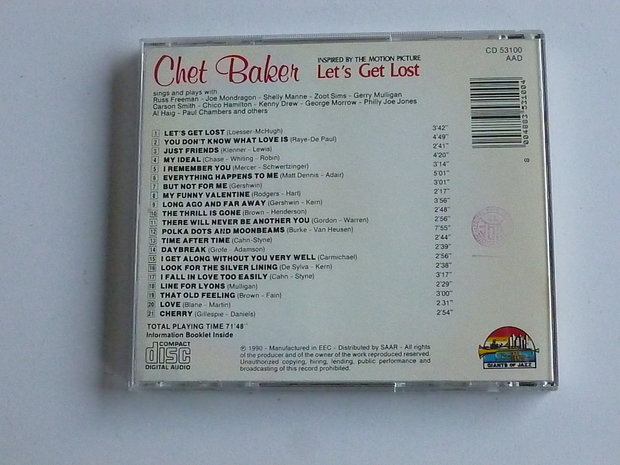 Chet Baker
INSPIRED BY THE MOTION PICTURE
Let's Get Lost
CD 53100
AAD
8 004883 531004
sings and plays with
Russ Freeman - Joe Mondragon - Shelly Manne - Zoot Sims - Gerry Mulligan
Carson Smith - Chico Hamilton - Kenny Drew - George Morrow - Philly Joe Jones
Al Haig - Paul Chambers and others
1 LET'S GET LOST (Loesser-McHugh) 3'42"
2 YOU DON'T KNOW WHAT LOVE IS (Raye-De Paul) 4'49"
3 JUST FRIENDS (Klenner - Lewis) 2'41"
4 MY IDEAL (Chase - Whiting - Robin) 4'20"
5 I REMEMBER YOU (Mercer - Schwertzinger) 3'14"
6 EVERYTHING HAPPENS TO ME (Matt Dennis - Adair) 5'01"
7 BUT NOT FOR ME (Gershwin) 3'01"
8 MY FUNNY VALENTINE (Rodgers - Hart) 2'17"
9 LONG AGO AND FAR AWAY (Gershwin - Kern) 3'56"
10 THE THRILL IS GONE (Brown - Henderson) 2'48"
11 THERE WILL NEVER BE ANOTHER YOU (Gordon - Warren) 2'56"
12 POLKA DOTS AND MOONBEAMS (Burke - Van Heusen) 7'55"
13 TIME AFTER TIME (Cahn-Styne) 2'44"
14 DAYBREAK (Grofe - Adamson) 2'39"
15 I GET ALONG WITHOUT YOU VERY WELL (Carmichael) 2'56"
16 LOOK FOR THE SILVER LINING (De Sylva - Kern) 2'38"
17 I FALL IN LOVE TOO EASILY (Cahn - Styne) 3'17"
18 LINE FOR LYONS (Mulligan) 2'29"
19 THAT OLD FEELING (Brown - Fain) 3'00"
20 LOVE (Blane - Martin) 2'31"
21 CHERRY (Gillespie - Daniels) 2'54"
TOTAL PLAYING TIME 71'48"
Information Booklet Inside
COMPACT
disc
DIGITAL AUDIO
℗ 1990 - Manufactured in EEC - Distributed by SAAR - All rights
of the producer and of the owner of the work reproduced reserved.
Unauthorized copying, hiring, lending, public performance and
broadcasting of this record prohibited.
GIANTS OF JAZZ